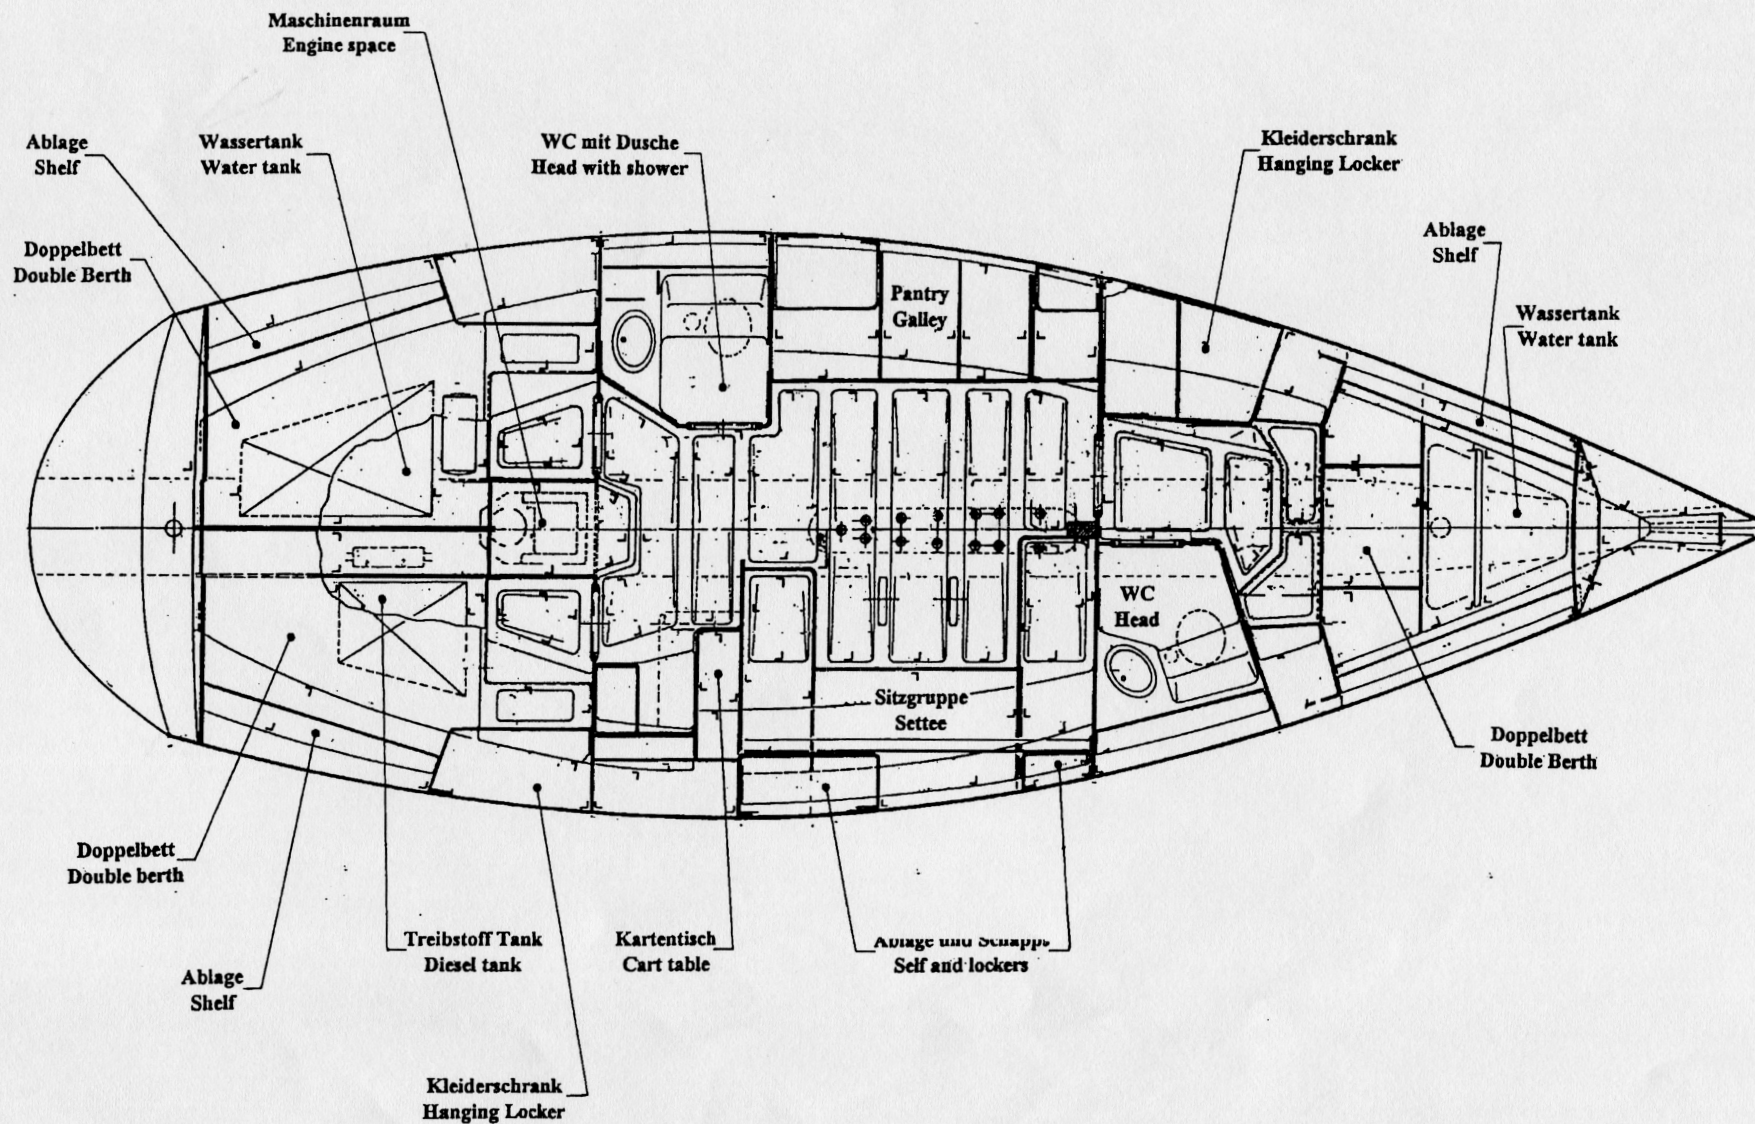 Maschinenraum
Engine space
Ablage
Shelf
Wassertank
Water tank
WC mit Dusche
Head with shower
Kleiderschrank
Hanging Locker
Ablage
Shelf
Doppelbett
Double Berth
Pantry
Galley
Wassertank
Water tank
WC
Head
Sitzgruppe
Settee
Doppelbett
Double Berth
Doppelbett
Double berth
Treibstoff Tank
Diesel tank
Kartentisch
Cart table
Ablage und
Self and lockers
Ablage
Shelf
Kleiderschrank
Hanging Locker